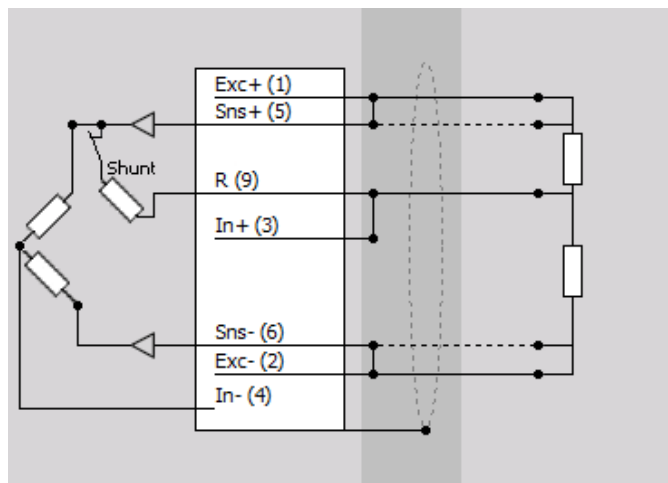 Exc+ (1)
Sns+ (5)
Shunt
R (9)
In+ (3)
Sns- (6)
Exc- (2)
In- (4)